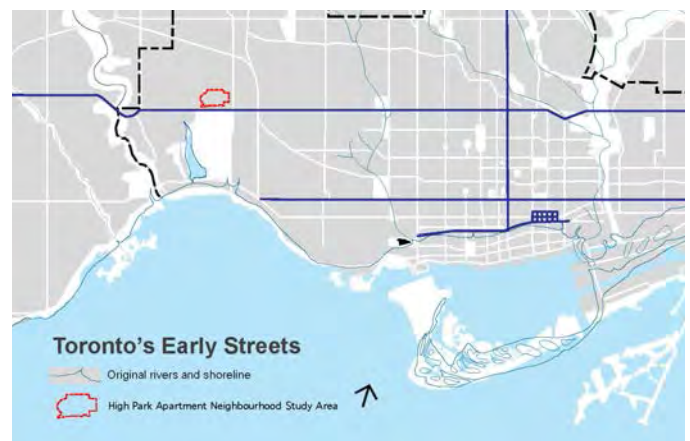 Toronto's Early Streets
Original rivers and shoreline
High Park Apartment Neighbourhood Study Area